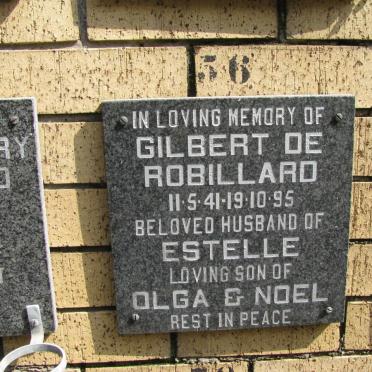 56
IN LOVING MEMORY OF
GILBERT DE
ROBILLARD
11·5·41-19·10·95
BELOVED HUSBAND OF
ESTELLE
LOVING SON OF
OLGA & NOEL
REST IN PEACE